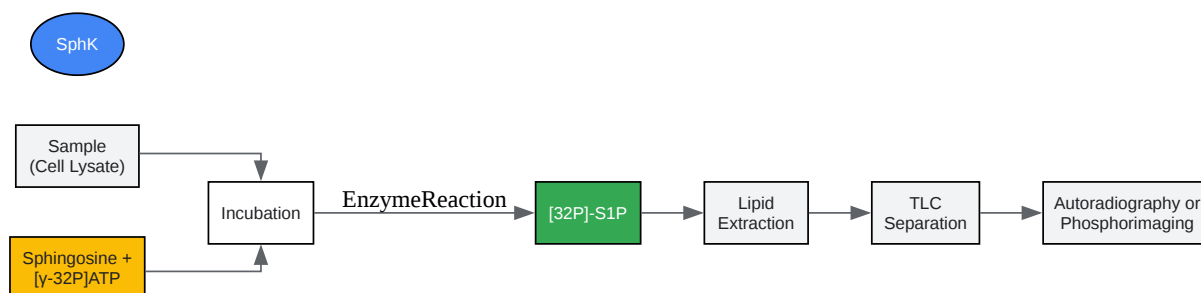 SphK
Sample
(Cell Lysate)
Sphingosine +
[γ-32P]ATP
Incubation
EnzymeReaction
[32P]-S1P
Lipid
Extraction
TLC
Separation
Autoradiography or
Phosphorimaging